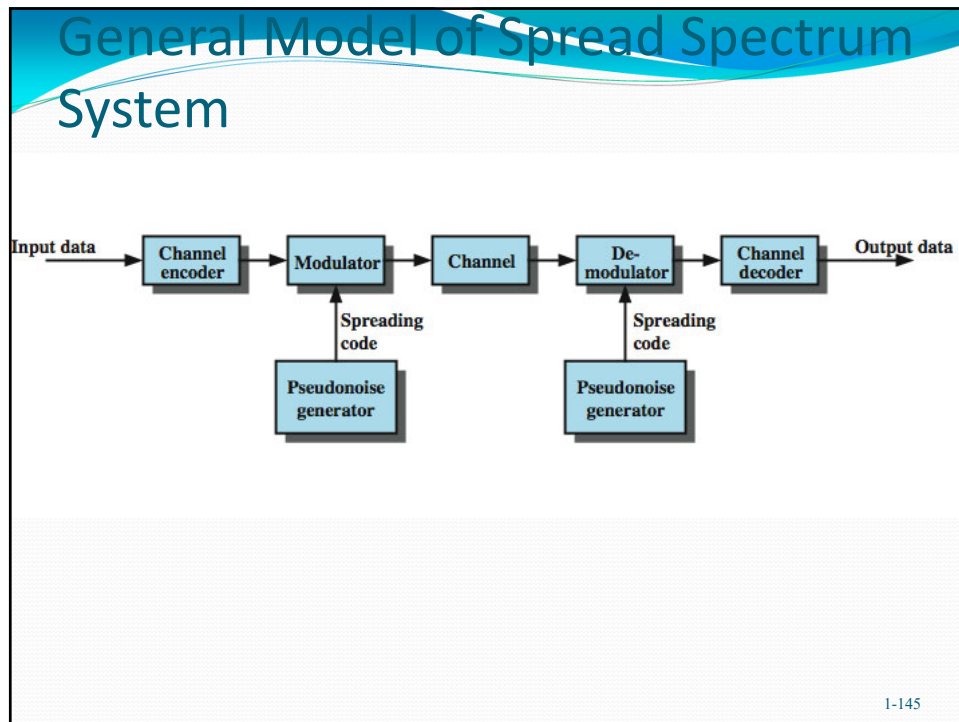 General Model of Spread Spectrum
System
Input data
Channel
encoder
Modulator
Channel
De-
modulator
Channel
decoder
Output data
Spreading
code
Spreading
code
Pseudonoise
generator
Pseudonoise
generator
1-145